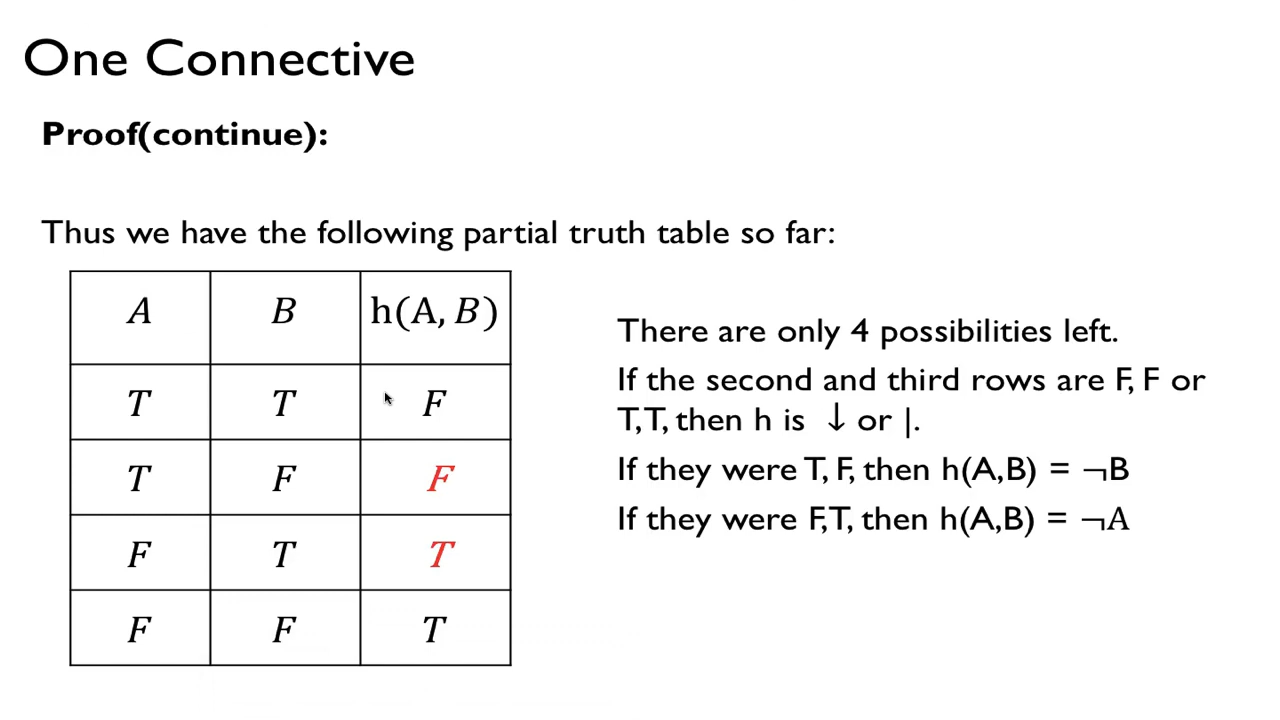 One Connective
Proof(continue):
Thus we have the following partial truth table so far:
A B h(A, B)
T T F
T F F
F T T
F F T
There are only 4 possibilities left.
If the second and third rows are F, F or
T,T, then h is ↓ or |.
If they were T, F, then h(A,B) = ¬B
If they were F,T, then h(A,B) = ¬A